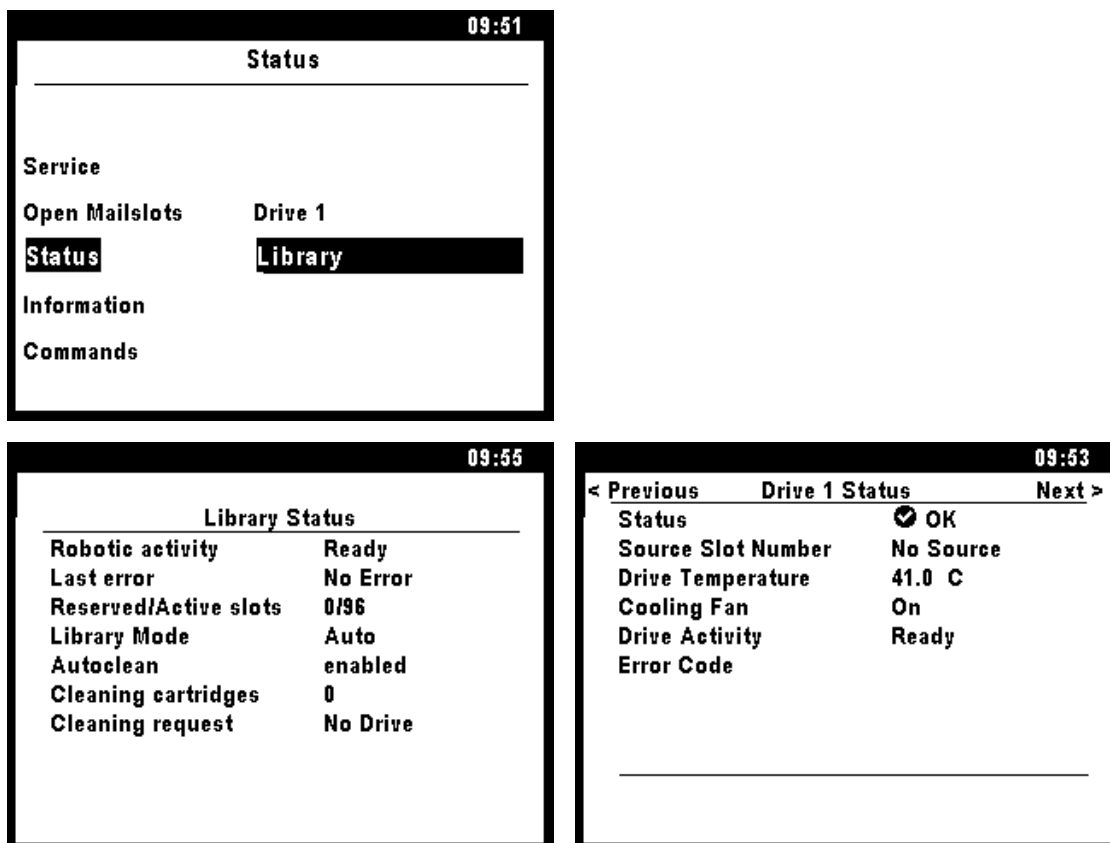 09:51
Status
Service
Open Mailslots Drive 1
Status Library
Information
Commands
09:55
Library Status
Robotic activity Ready
Last error No Error
Reserved/Active slots 0/96
Library Mode Auto
Autoclean enabled
Cleaning cartridges 0
Cleaning request No Drive
09:53
< Previous Drive 1 Status Next >
Status OK
Source Slot Number No Source
Drive Temperature 41.0 C
Cooling Fan On
Drive Activity Ready
Error Code